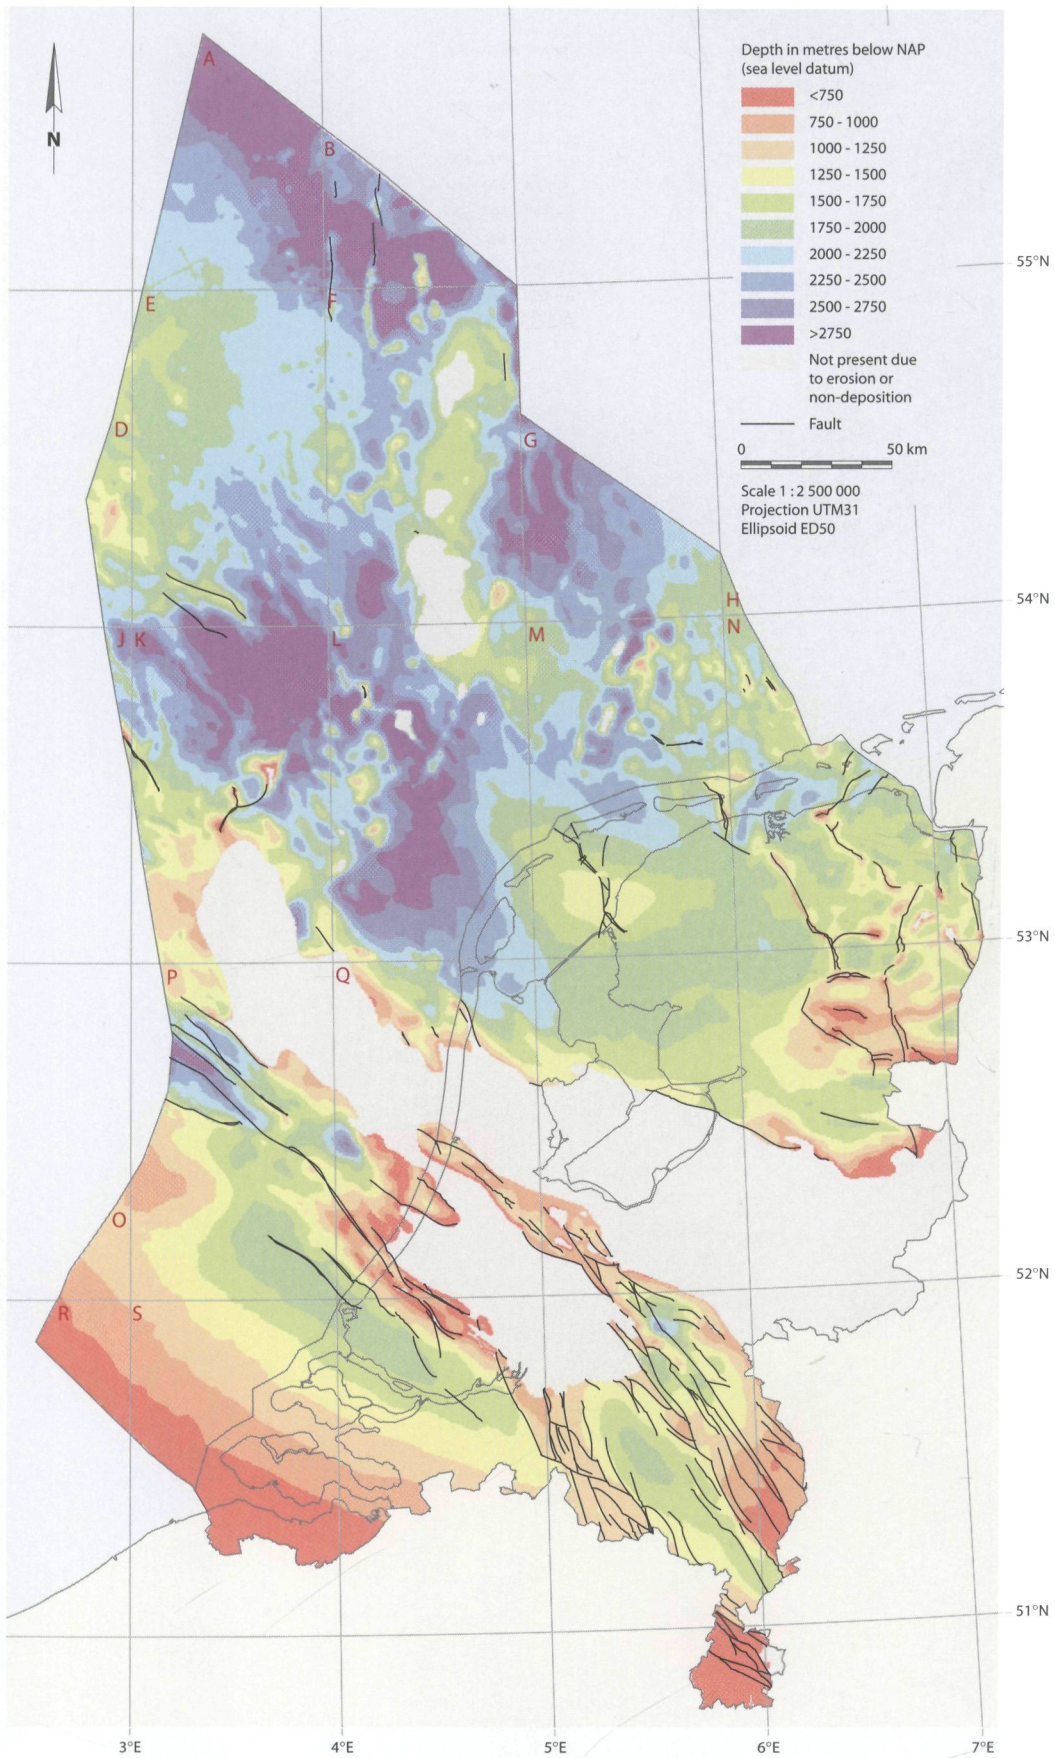 Depth in metres below NAP
(sea level datum)
<750
750 - 1000
1000 - 1250
1250 - 1500
1500 - 1750
1750 - 2000
2000 - 2250
2250 - 2500
2500 - 2750
>2750
Not present due
to erosion or
non-deposition
Fault
0 50 km
Scale 1 : 2 500 000
Projection UTM31
Ellipsoid ED50
N
A
B
55°N
E
F
D
G
54°N
H
J K L M N
53°N
P Q
O
52°N
R S
51°N
3°E 4°E 5°E 6°E 7°E